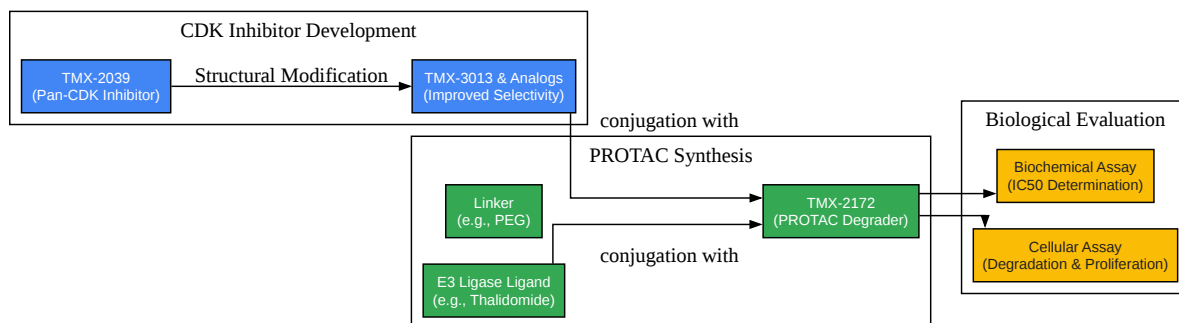 CDK Inhibitor Development
TMX-2039
(Pan-CDK Inhibitor)
Structural Modification
TMX-3013 & Analogs
(Improved Selectivity)
conjugation with
PROTAC Synthesis
Linker
(e.g., PEG)
E3 Ligase Ligand
(e.g., Thalidomide)
conjugation with
TMX-2172
(PROTAC Degrader)
Biological Evaluation
Biochemical Assay
(IC50 Determination)
Cellular Assay
(Degradation & Proliferation)